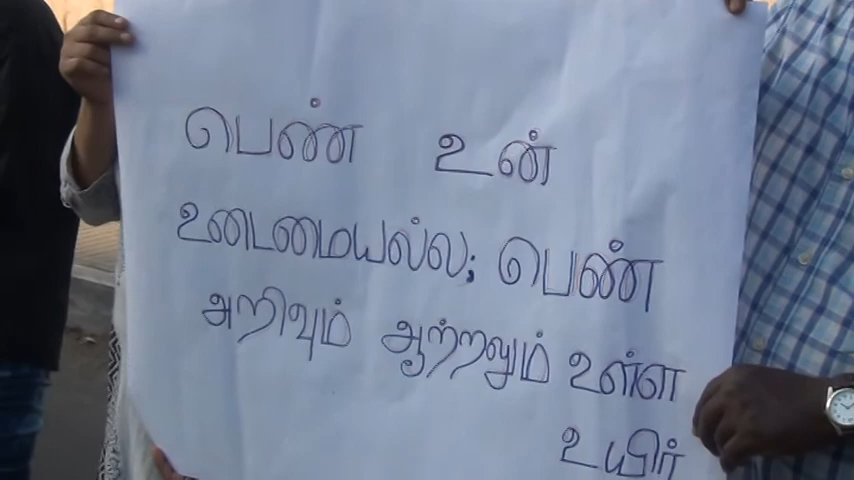 பெண் உன்
உடைமையல்ல; பெண்
அறிவும் ஆற்றலும் உள்ள
உயிர்